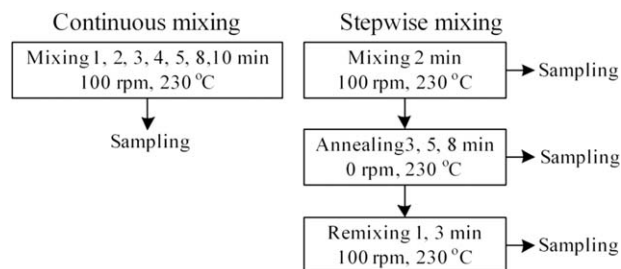 Continuous mixing
Mixing 1, 2, 3, 4, 5, 8,10 min
100 rpm, 230 °C
Sampling
Stepwise mixing
Mixing 2 min
100 rpm, 230 °C
Sampling
Annealing3, 5, 8 min
0 rpm, 230 °C
Sampling
Remixing 1, 3 min
100 rpm, 230 °C
Sampling